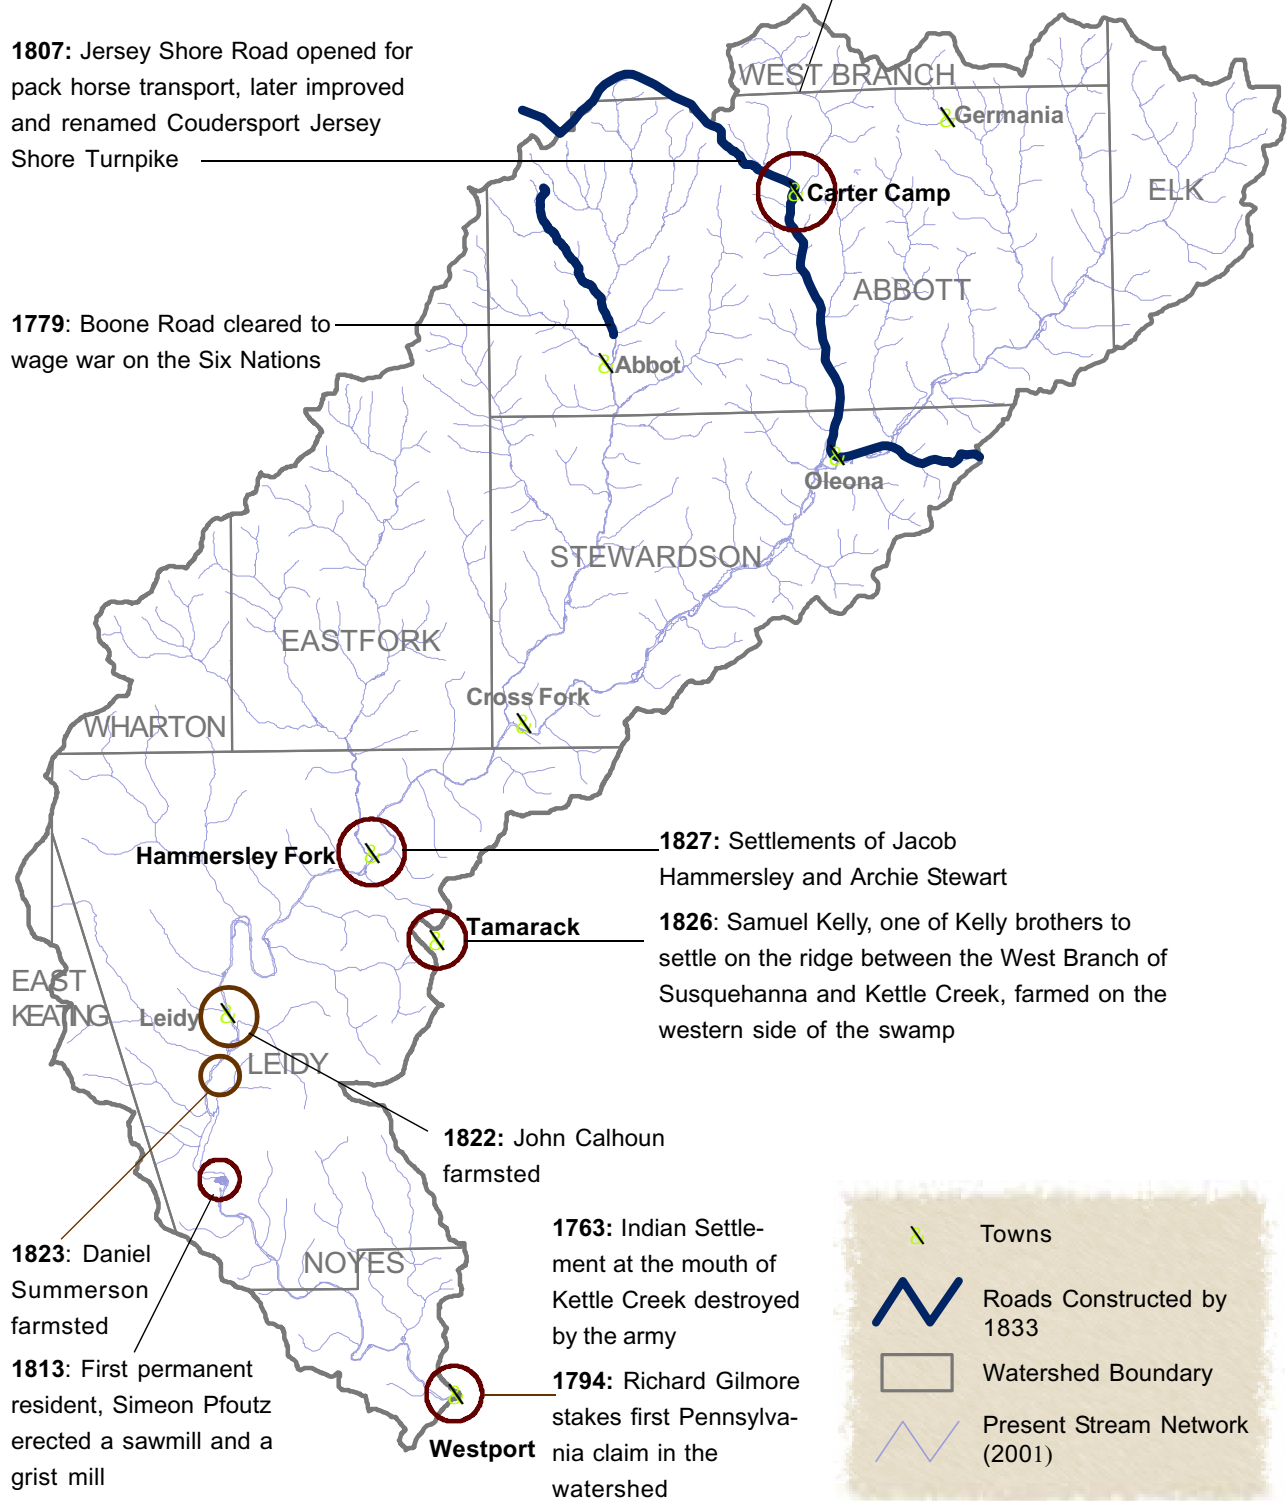 1807: Jersey Shore Road opened for
pack horse transport, later improved
and renamed Coudersport Jersey
Shore Turnpike
WEST BRANCH
Germania
Carter Camp
ELK
ABBOTT
1779: Boone Road cleared to
wage war on the Six Nations
Abbot
Oleona
STEWARDSON
EASTFORK
Cross Fork
WHARTON
Hammersley Fork
1827: Settlements of Jacob
Hammersley and Archie Stewart
Tamarack
1826: Samuel Kelly, one of Kelly brothers to
settle on the ridge between the West Branch of
Susquehanna and Kettle Creek, farmed on the
western side of the swamp
EAST
KEATING
Leidy
LEIDY
1822: John Calhoun
farmsted
1823: Daniel
Summerson
farmsted
NOYES
1813: First permanent
resident, Simeon Pfoutz
erected a sawmill and a
grist mill
1763: Indian Settle-
ment at the mouth of
Kettle Creek destroyed
by the army
1794: Richard Gilmore
stakes first Pennsylva-
nia claim in the
watershed
Westport
Towns
Roads Constructed by
1833
Watershed Boundary
Present Stream Network
(2001)